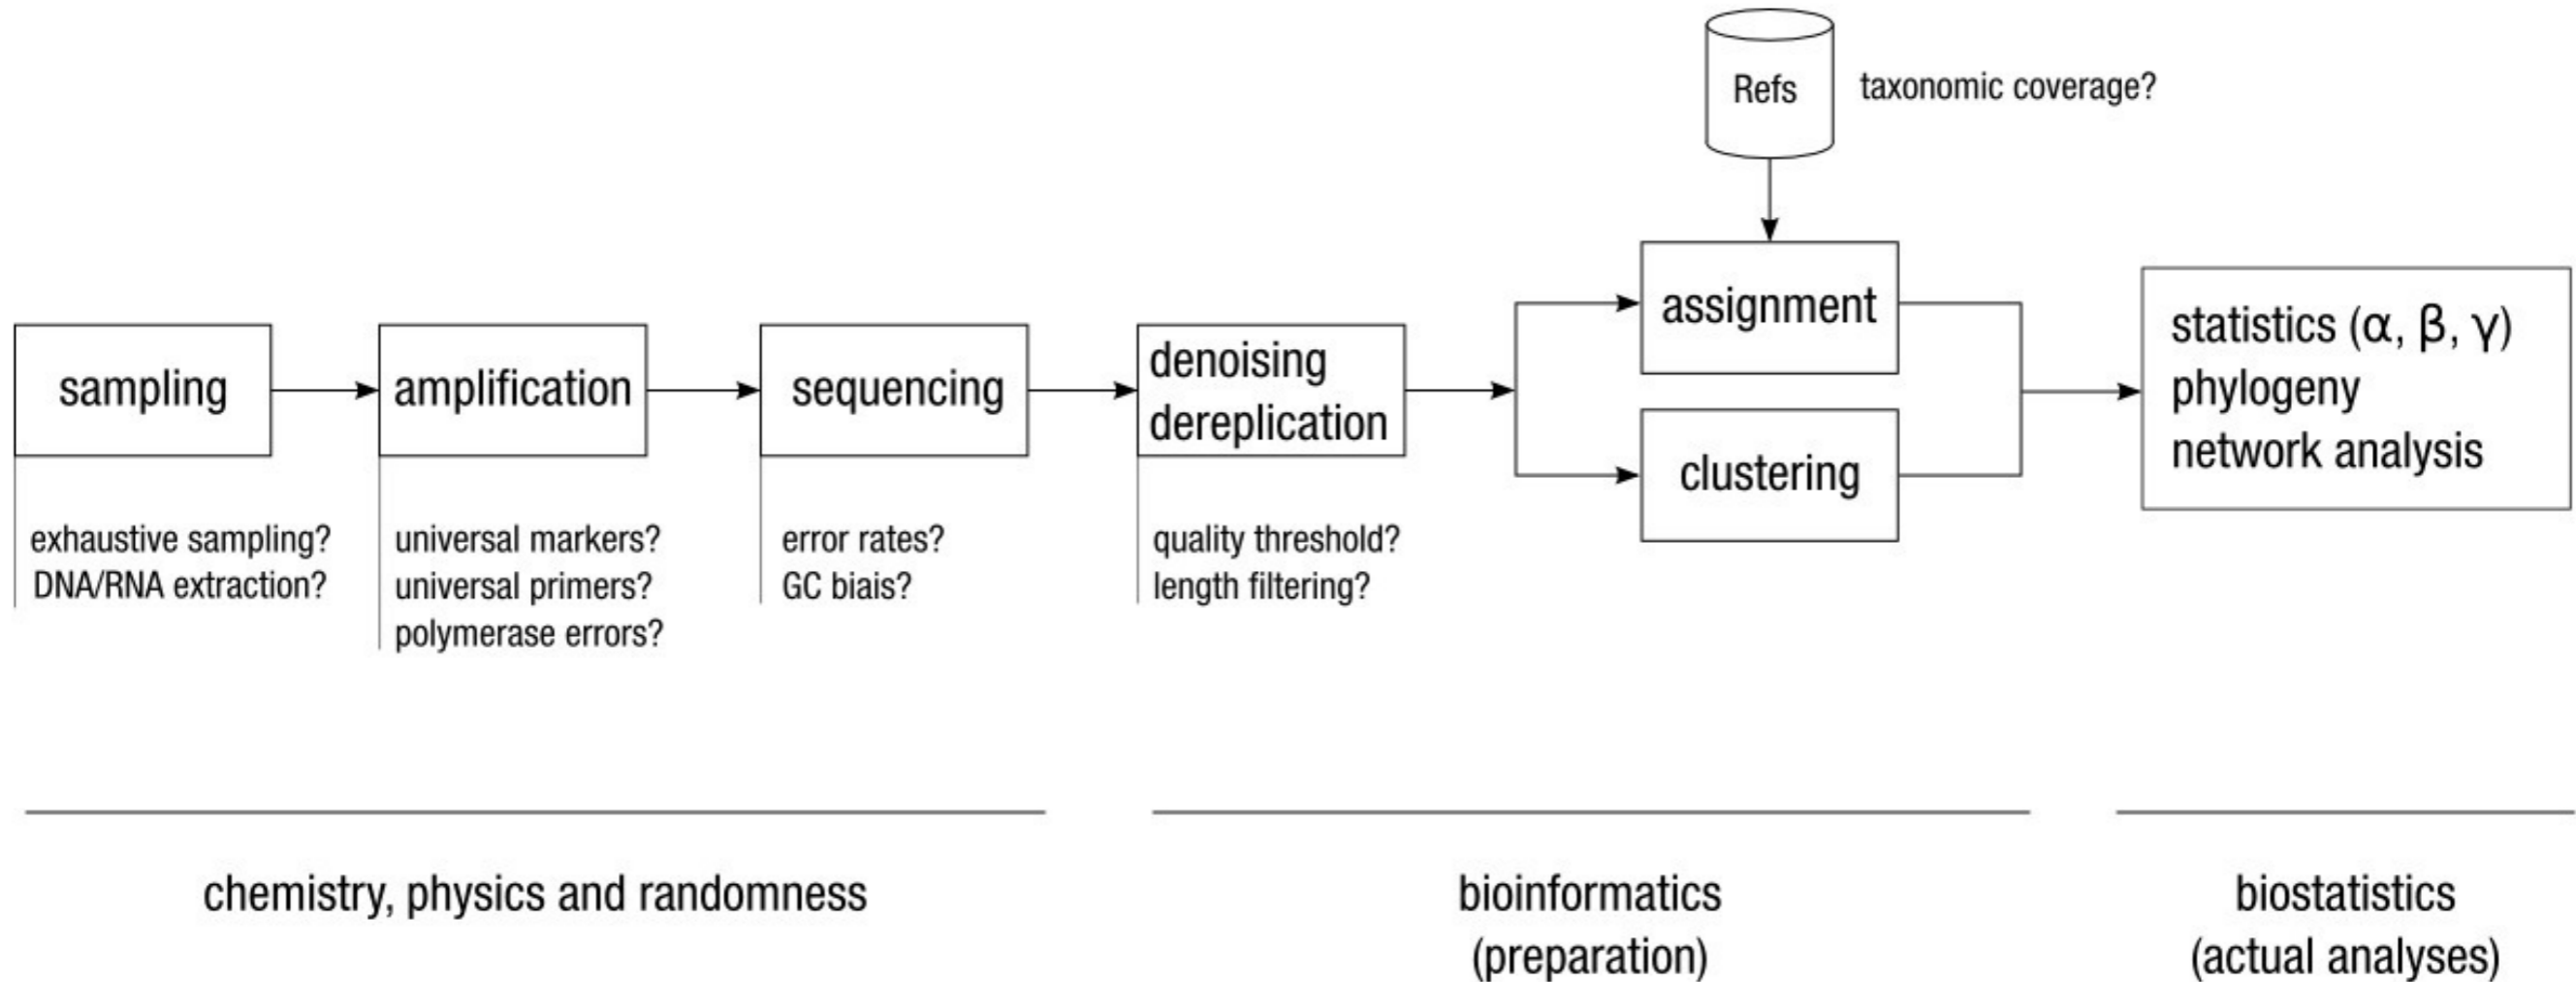 Refs
taxonomic coverage?
sampling
amplification
sequencing
denoising
dereplication
assignment
clustering
statistics (α, β, γ)
phylogeny
network analysis
exhaustive sampling?
DNA/RNA extraction?
universal markers?
universal primers?
polymerase errors?
error rates?
GC biais?
quality threshold?
length filtering?
chemistry, physics and randomness
bioinformatics
(preparation)
biostatistics
(actual analyses)